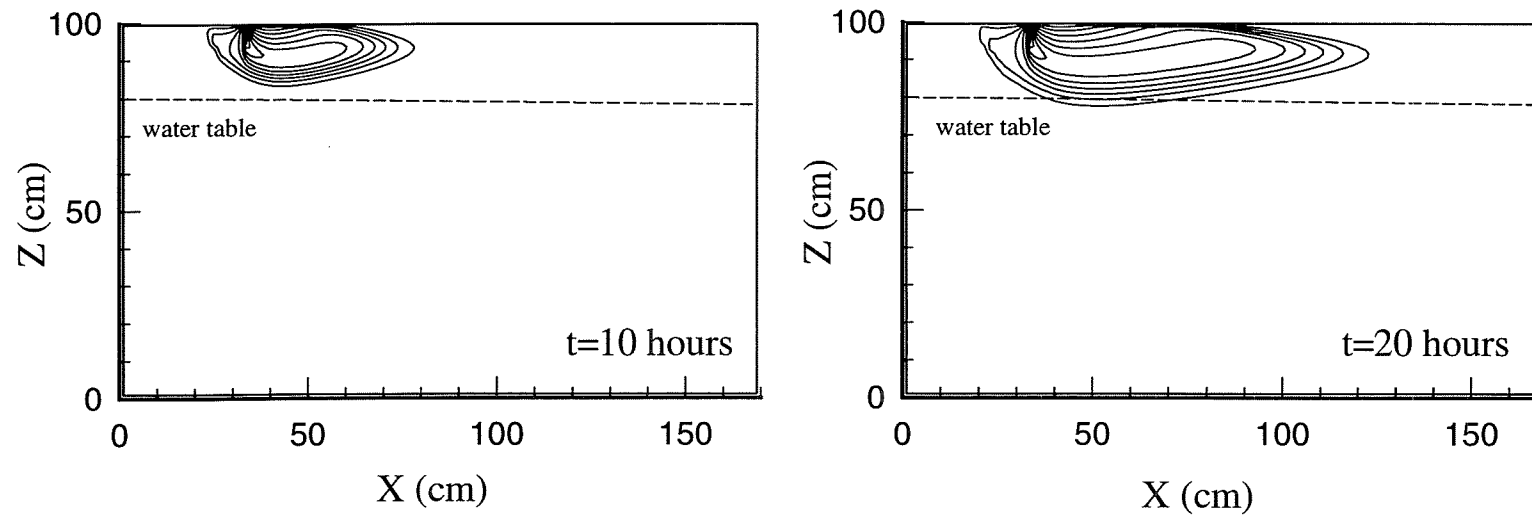 100
water table
50
Z (cm)
t=10 hours
0
0 50 100 150
X (cm)
100
water table
50
Z (cm)
t=20 hours
0
0 50 100 150
X (cm)